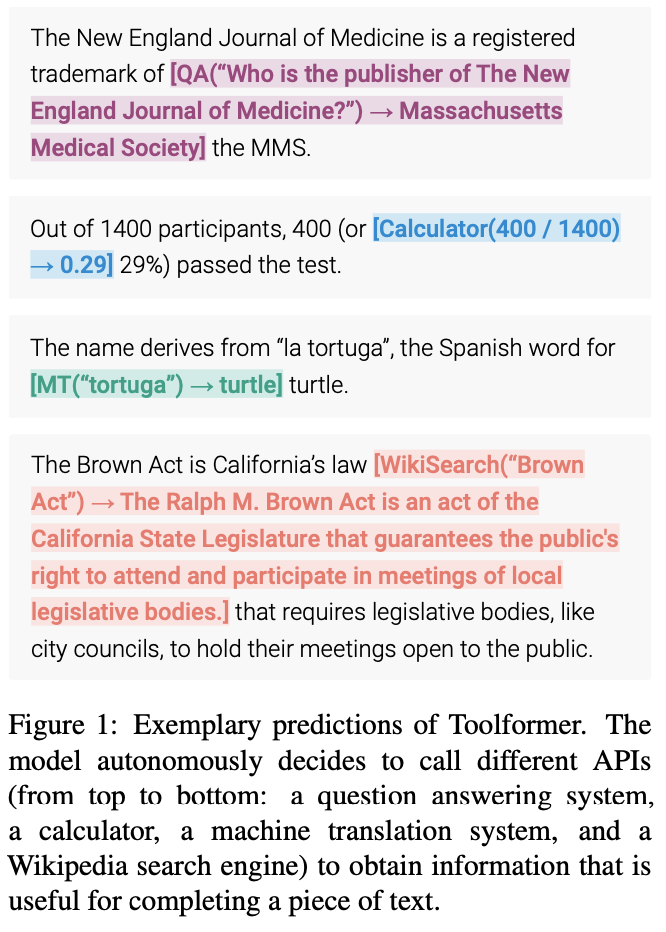 The New England Journal of Medicine is a registered
trademark of [QA(“Who is the publisher of The New
England Journal of Medicine?”) → Massachusetts
Medical Society] the MMS.
Out of 1400 participants, 400 (or [Calculator(400 / 1400)
→ 0.29] 29%) passed the test.
The name derives from “la tortuga”, the Spanish word for
[MT(“tortuga”) → turtle] turtle.
The Brown Act is California’s law [WikiSearch(“Brown
Act”) → The Ralph M. Brown Act is an act of the
California State Legislature that guarantees the public's
right to attend and participate in meetings of local
legislative bodies.] that requires legislative bodies, like
city councils, to hold their meetings open to the public.
Figure 1: Exemplary predictions of Toolformer. The
model autonomously decides to call different APIs
(from top to bottom: a question answering system,
a calculator, a machine translation system, and a
Wikipedia search engine) to obtain information that is
useful for completing a piece of text.